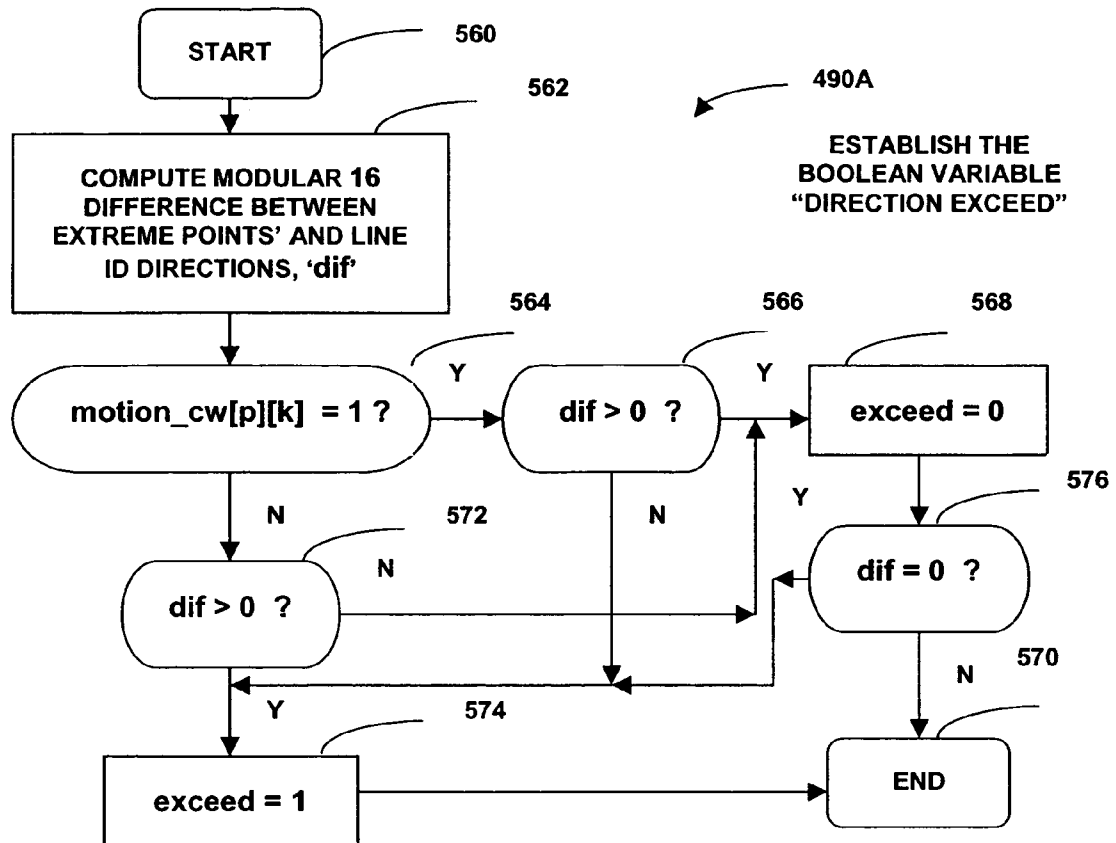 START
560
562
490A
COMPUTE MODULAR 16
DIFFERENCE BETWEEN
EXTREME POINTS' AND LINE
ID DIRECTIONS, 'dif'
ESTABLISH THE
BOOLEAN VARIABLE
“DIRECTION EXCEED”
564
566
568
motion_cw[p][k] = 1 ?
Y
dif > 0 ?
Y
exceed = 0
N
572
N
Y
576
dif > 0 ?
N
dif = 0 ?
Y
574
N
570
exceed = 1
END